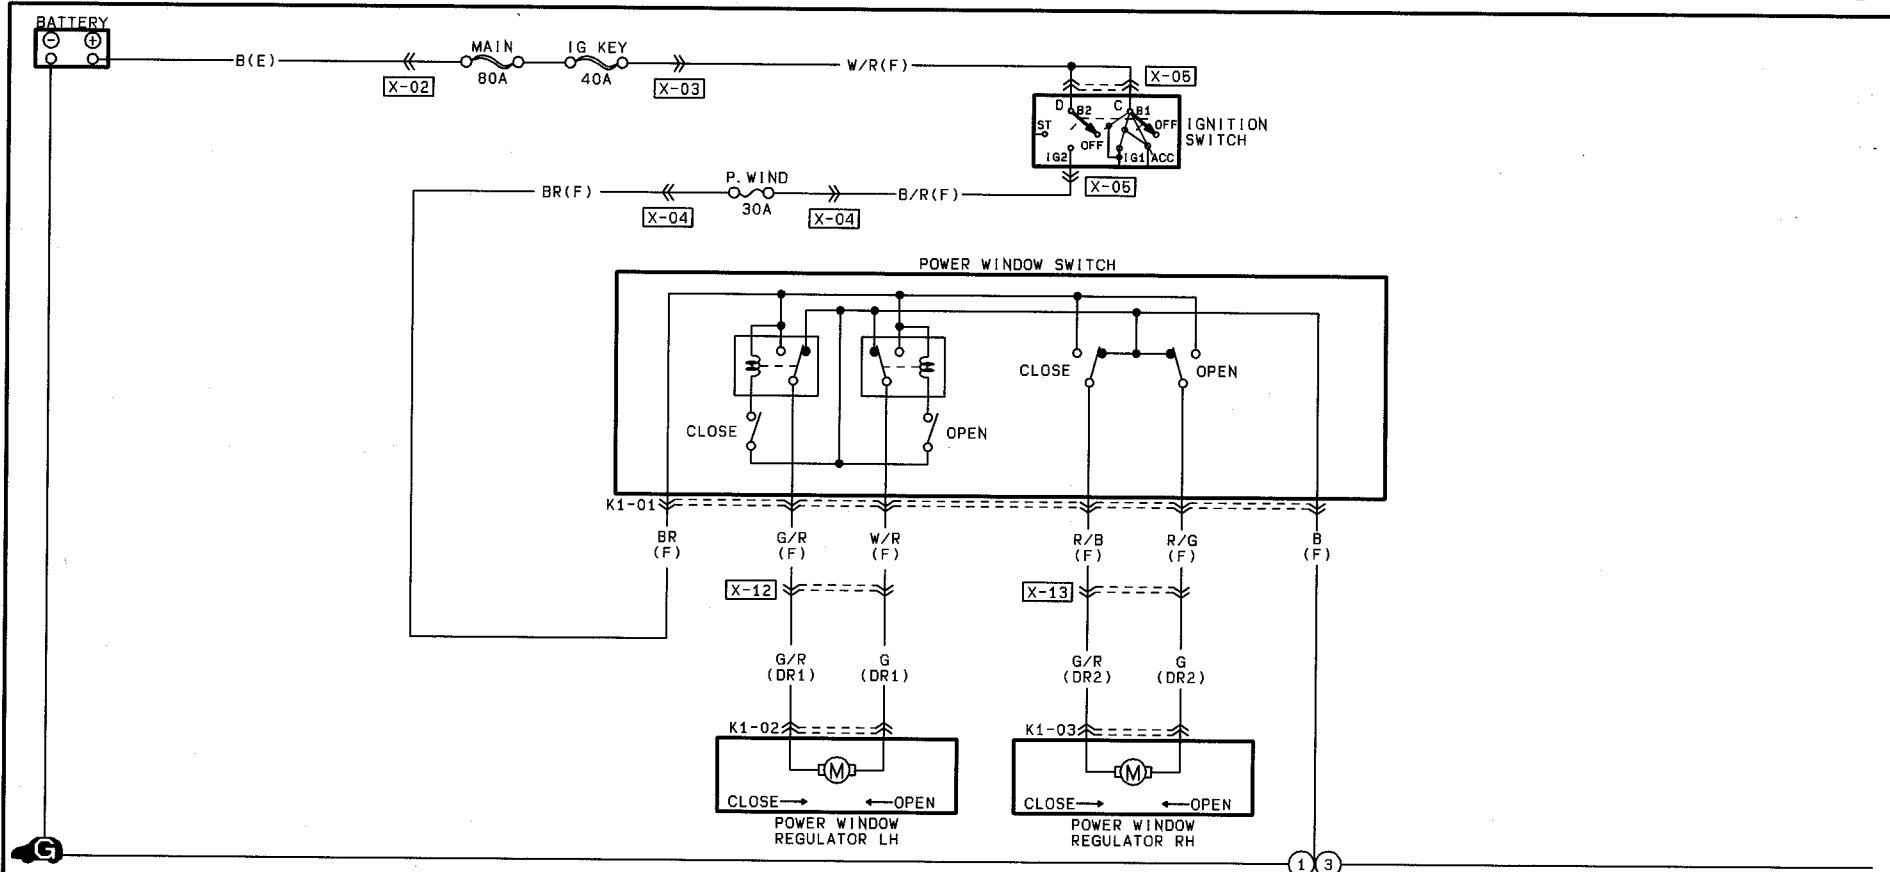 BATTERY
− +
B(E)
MAIN
80A
IG KEY
40A
X-02
X-03
W/R(F)
X-05
D B2 C B1
ST OFF OFF
IG2 IG1 ACC
IGNITION
SWITCH
X-05
BR(F)
P.WIND
30A
X-04
X-04
B/R(F)
POWER WINDOW SWITCH
CLOSE
OPEN
CLOSE
OPEN
K1-01
BR
(F)
G/R
(F)
W/R
(F)
R/B
(F)
R/G
(F)
B
(F)
X-12
X-13
G/R
(DR1)
G
(DR1)
G/R
(DR2)
G
(DR2)
K1-02
K1-03
M
M
CLOSE
OPEN
CLOSE
OPEN
POWER WINDOW
REGULATOR LH
POWER WINDOW
REGULATOR RH
G
1 3